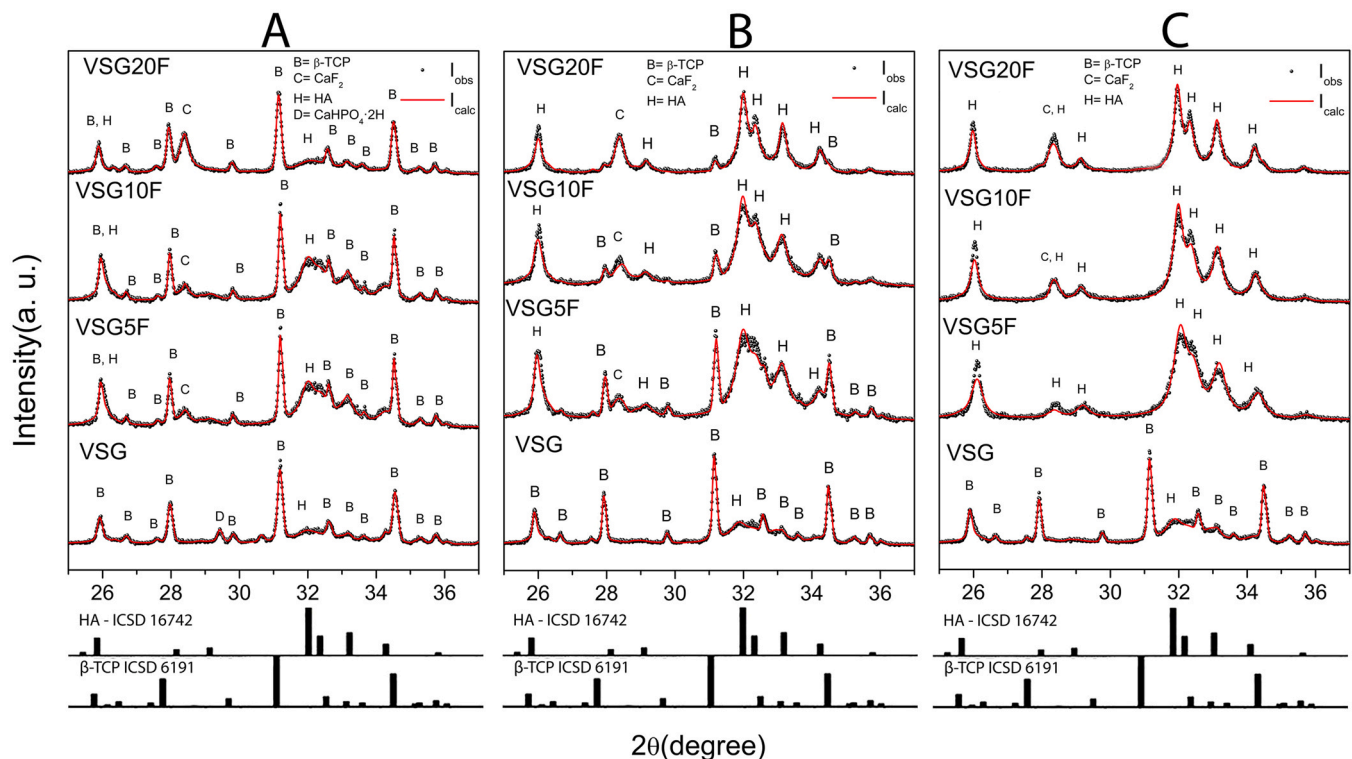 A
B
C
Intensity(a. u.)
VSG20F
B= β-TCP
C= CaF2
H= HA
D= CaHPO4·2H
Iobs
Icalc
B, H
B
B
B
C
B
B
H
B
B
B
B
B
B
VSG10F
B, H
B
B
B
C
B
B
H
B
B
B
B
B
B
VSG5F
B, H
B
B
B
C
B
B
H
B
B
B
B
B
B
VSG
B
B
B
B
D
B
B
H
B
B
B
B
B
B
26 28 30 32 34 36
HA - ICSD 16742
β-TCP ICSD 6191
VSG20F
B= β-TCP
C= CaF2
H= HA
Iobs
Icalc
H
C
H
B
H
H
H
H
B
VSG10F
H
B
C
H
B
H
H
H
H
B
VSG5F
H
B
C
H
B
B
H
H
H
B
B
B
VSG
B
B
B
B
B
H
B
B
B
B
B
B
26 28 30 32 34 36
HA - ICSD 16742
β-TCP ICSD 6191
VSG20F
B= β-TCP
C= CaF2
H= HA
Iobs
Icalc
H
C, H
H
H
H
H
H
VSG10F
H
C, H
H
H
H
H
H
VSG5F
H
H
H
H
H
H
H
VSG
B
B
B
B
B
H
B
B
B
B
B
B
26 28 30 32 34 36
HA - ICSD 16742
β-TCP ICSD 6191
2θ(degree)